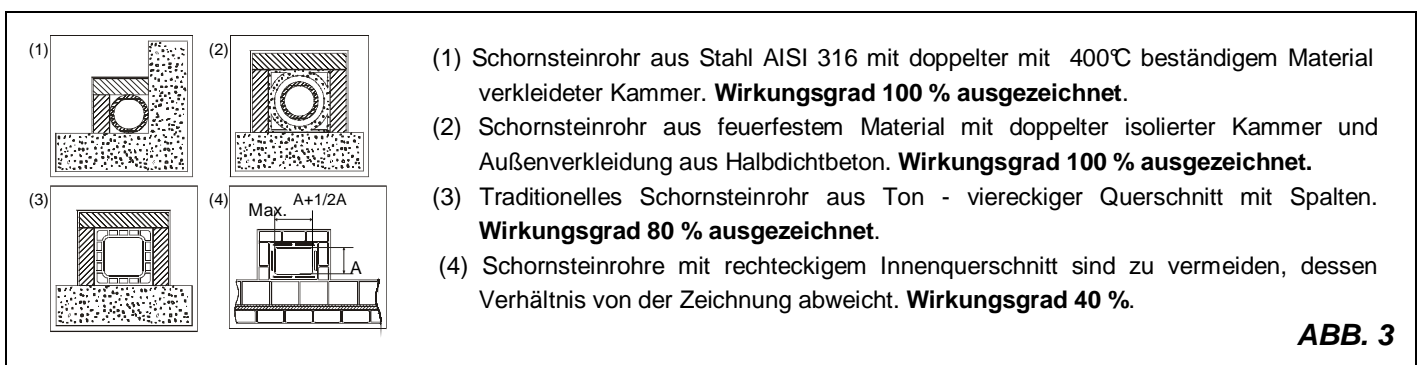 (1)
(2)
(3)
(4)
Max.
A+1/2A
A
(1) Schornsteinrohr aus Stahl AISI 316 mit doppelter mit 400℃ beständigem Material
verkleideter Kammer. Wirkungsgrad 100 % ausgezeichnet.
(2) Schornsteinrohr aus feuerfestem Material mit doppelter isolierter Kammer und
Außenverkleidung aus Halbdichtbeton. Wirkungsgrad 100 % ausgezeichnet.
(3) Traditionelles Schornsteinrohr aus Ton - viereckiger Querschnitt mit Spalten.
Wirkungsgrad 80 % ausgezeichnet.
(4) Schornsteinrohre mit rechteckigem Innenquerschnitt sind zu vermeiden, dessen
Verhältnis von der Zeichnung abweicht. Wirkungsgrad 40 %.
ABB. 3